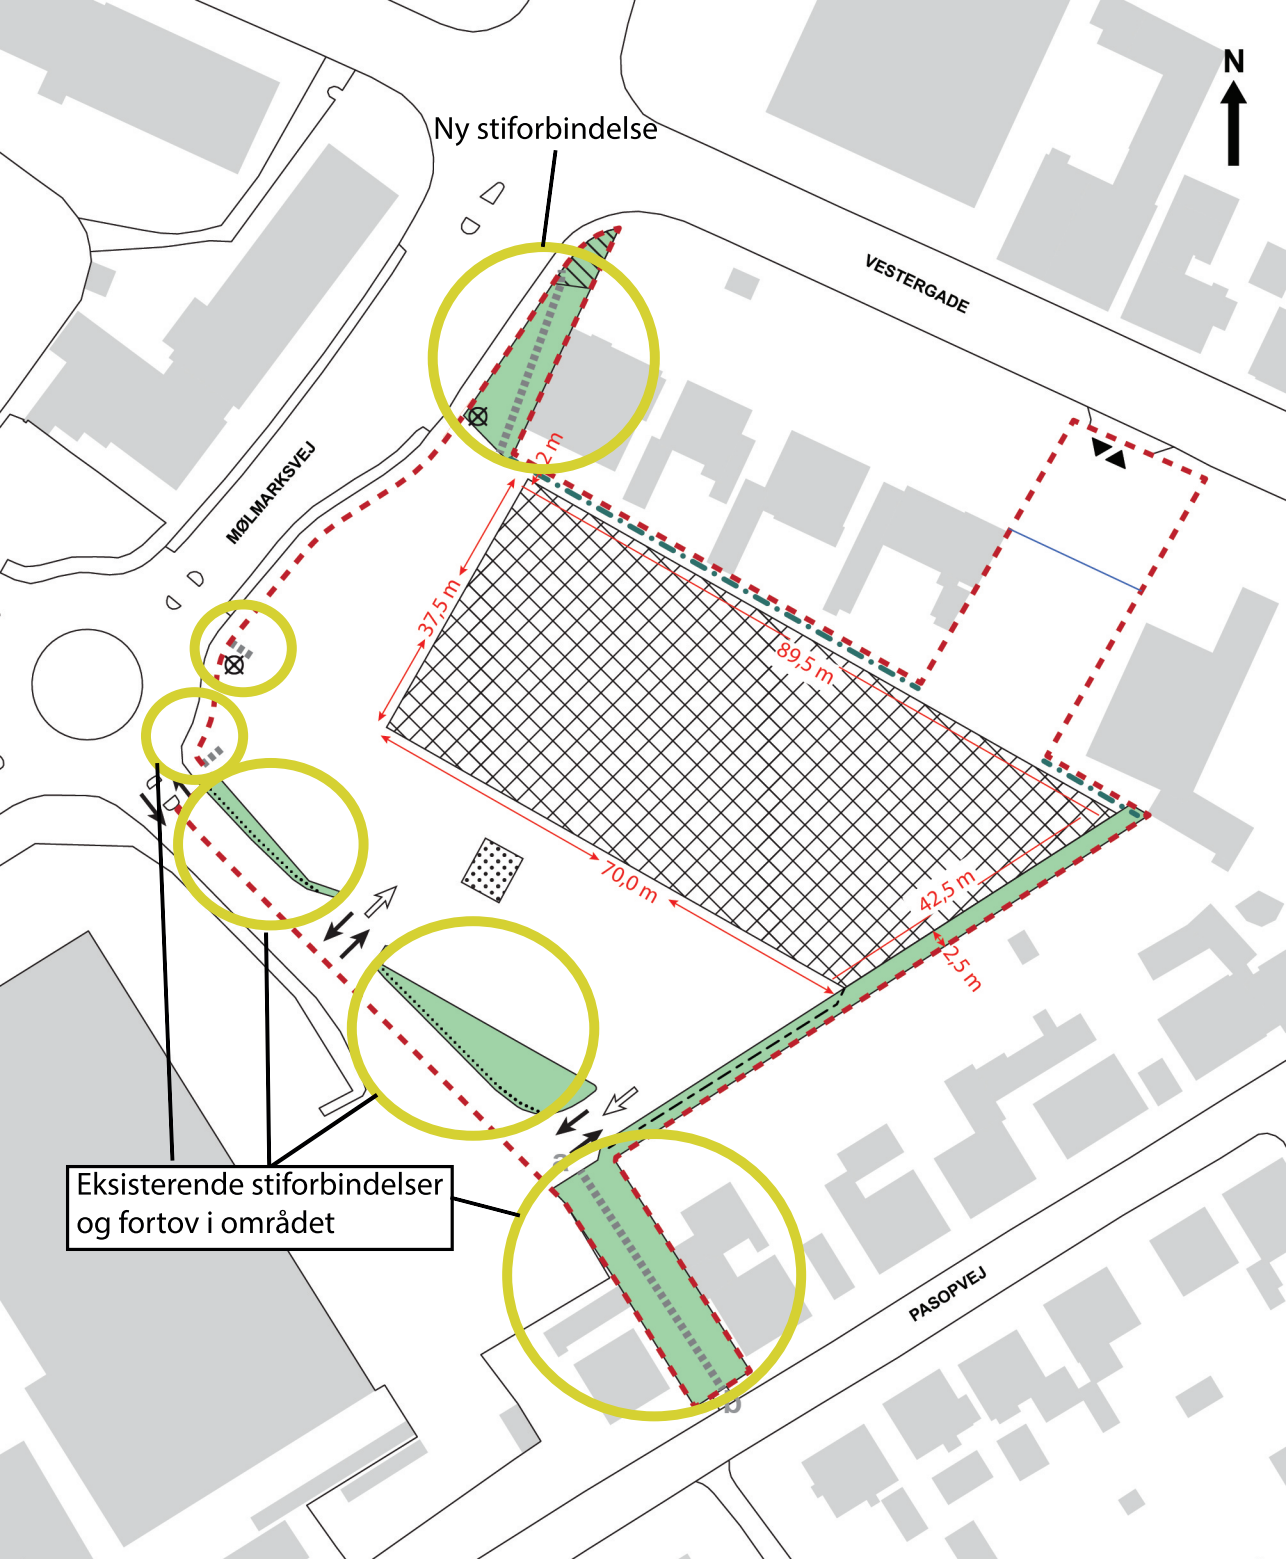 N
Ny stiforbindelse
VESTERGADE
MØLMARKSVEJ
2 m
37,5 m
89,5 m
70,0 m
42,5 m
2,5 m
a
Eksisterende stiforbindelser
og fortov i området
PASOPVEJ
b